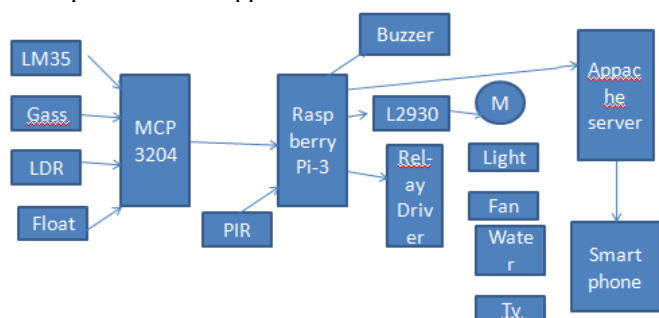 Buzzer
LM35
Gass
LDR
Float
MCP
3204
Rasp
berry
Pi-3
PIR
L2930
M
Rel-
ay
Driv
er
Light
Fan
Wate
r
Tv
Appac
he
server
Smart
phone